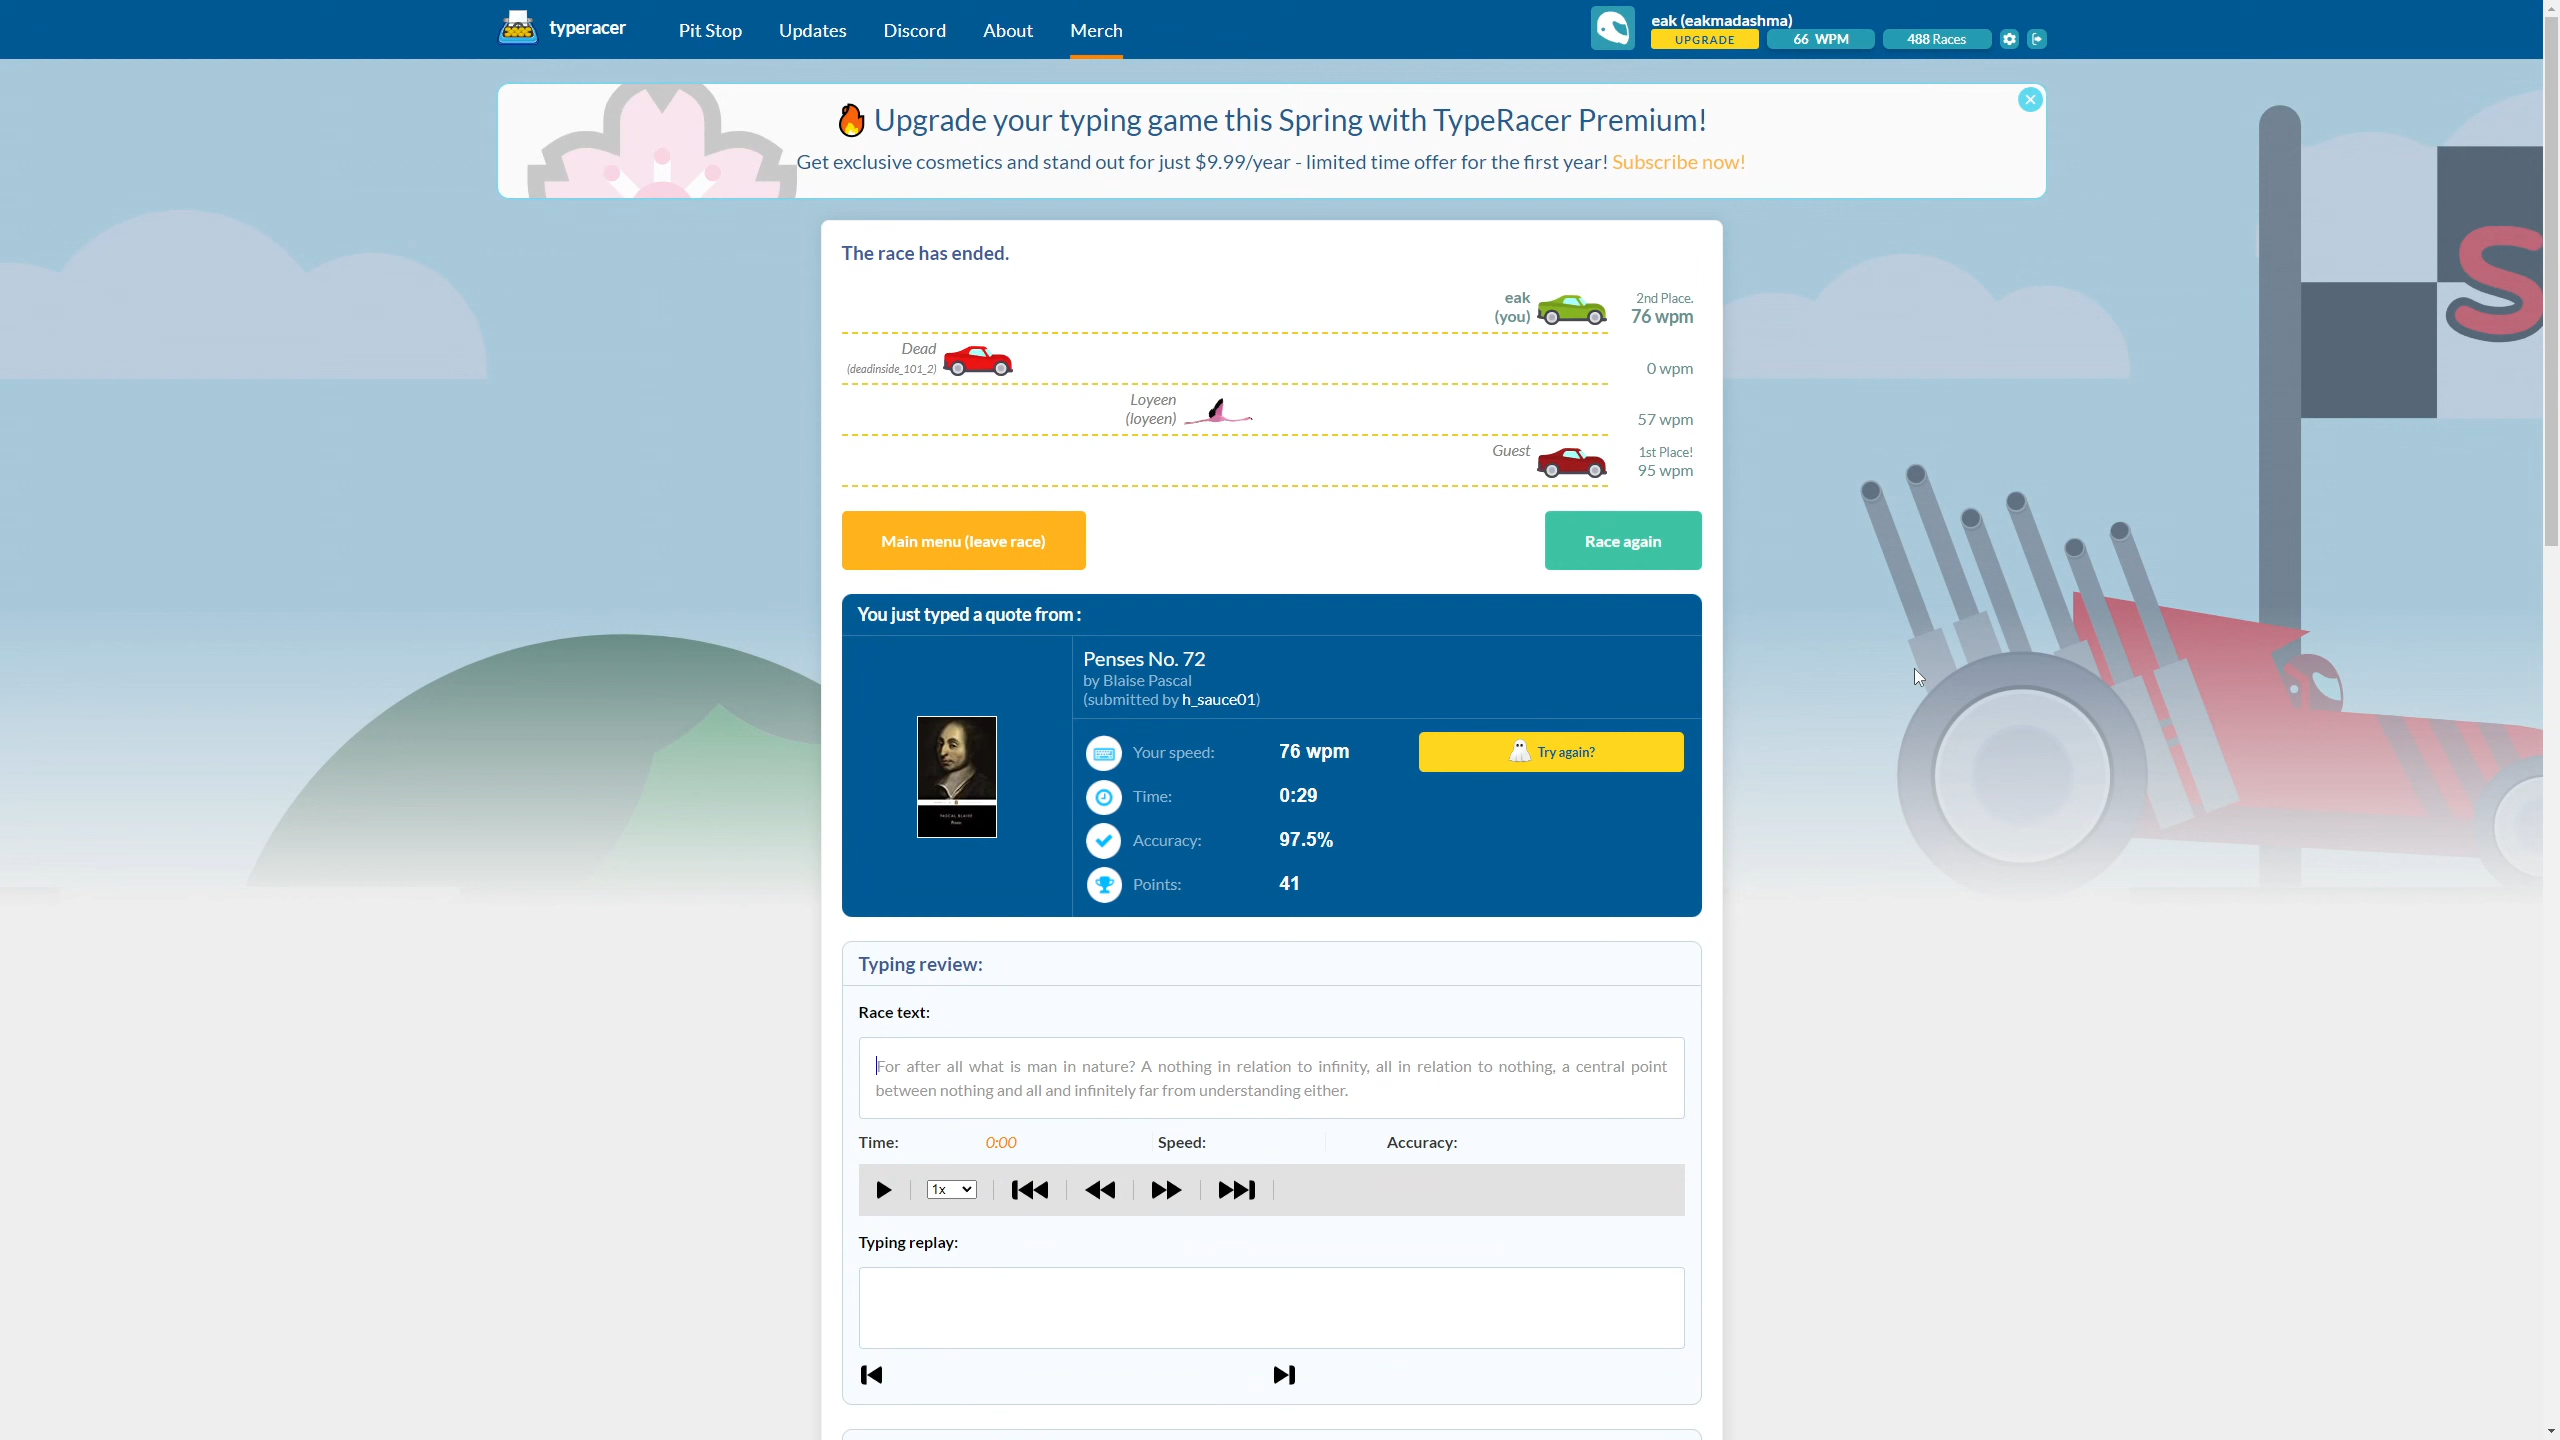 typeracer
Pit Stop
Updates
Discord
About
Merch
eak (eakmadashma)
UPGRADE
66 WPM
488 Races
Upgrade your typing game this Spring with TypeRacer Premium!
Get exclusive cosmetics and stand out for just $9.99/year - limited time offer for the first year! Subscribe now!
The race has ended.
eak
(you)
2nd Place.
76 wpm
Dead
(deadinside_101_2)
0 wpm
Loyeen
(loyeen)
57 wpm
Guest
1st Place!
95 wpm
Main menu (leave race)
Race again
You just typed a quote from :
Penses No. 72
by Blaise Pascal
(submitted by h_sauce01)
Your speed: 76 wpm
Try again?
Time: 0:29
Accuracy: 97.5%
Points: 41
Typing review:
Race text:
For after all what is man in nature? A nothing in relation to infinity, all in relation to nothing, a central point
between nothing and all and infinitely far from understanding either.
Time: 0:00 Speed: Accuracy:
1x
Typing replay:
S